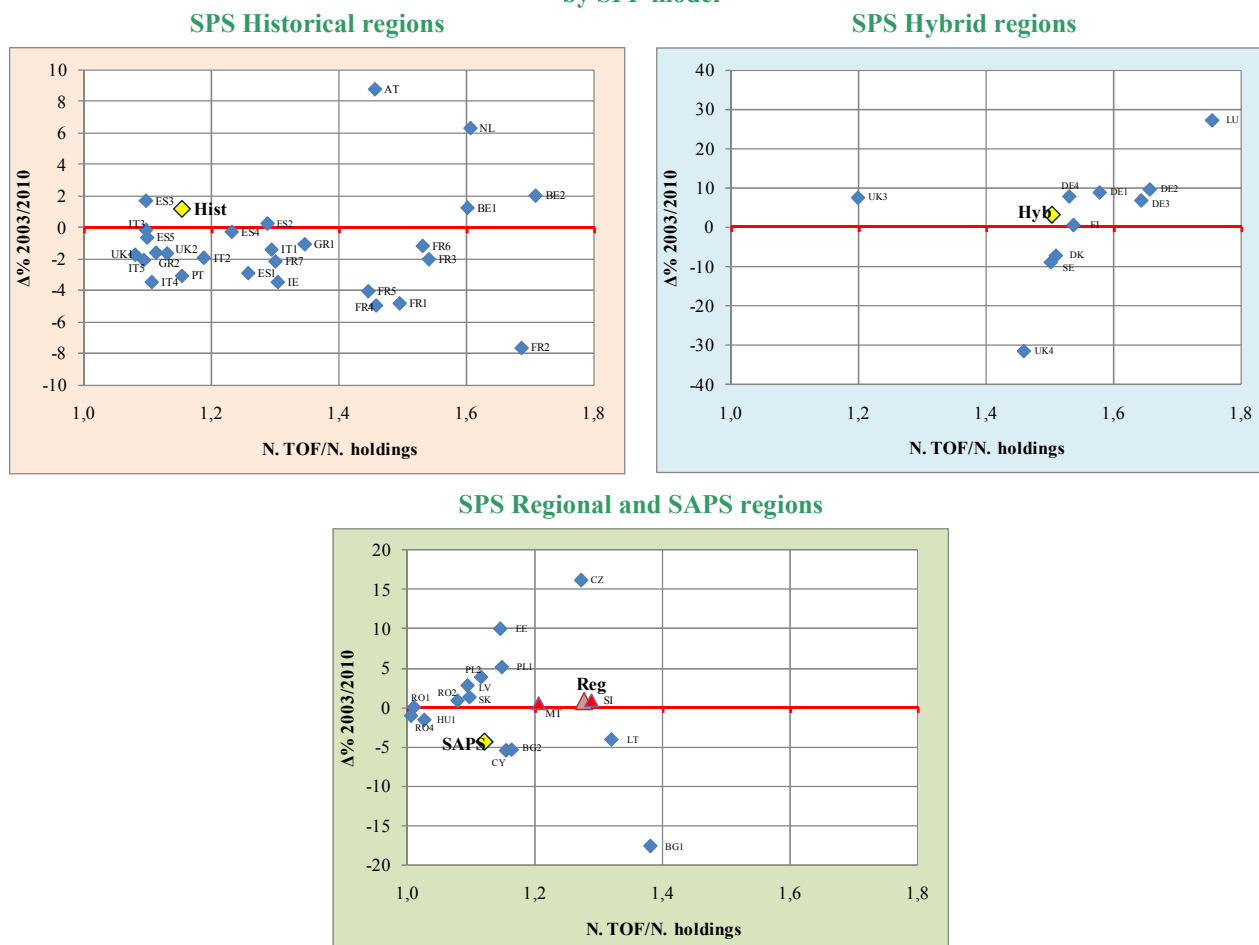 by model
SPS Historical regions
10
8
6
4
2
0
-2
-4
-6
-8
-10
Δ% 2003/2010
AT
NL
BE2
BE1
ES3
Hist
IT3
ES5
ES4
ES2
UK1
UK2
IT5
GR2
IT2
IT1
GR1
FR7
IT4
PT
ES1
IE
FR6
FR3
FR5
FR4
FR1
FR2
1,0
1,2
1,4
1,6
1,8
N. TOF/N. holdings
SPS Hybrid regions
40
30
20
10
0
-10
-20
-30
-40
Δ% 2003/2010
LU
UK3
DE4
DE1
DE2
DE3
Hyb
FI
DK
SE
UK4
1,0
1,2
1,4
1,6
1,8
N. TOF/N. holdings
SPS Regional and SAPS regions
20
15
10
5
0
-5
-10
-15
-20
Δ% 2003/2010
CZ
EE
PL2
PL1
LV
RO2
SK
RO1
RO4
HU1
Reg
MT
SI
SAPS
CY
BG2
LT
BG1
1,0
1,2
1,4
1,6
1,8
N. TOF/N. holdings